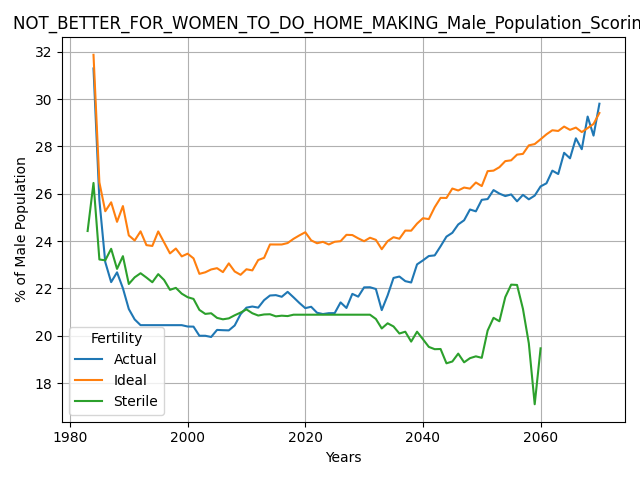 NOT_BETTER_FOR_WOMEN_TO_DO_HOME_MAKING_Male_Population_Scorin
32
30
28
26
24
22
20
18
% of Male Population
Fertility
Actual
Ideal
Sterile
1980 2000 2020 2040 2060
Years